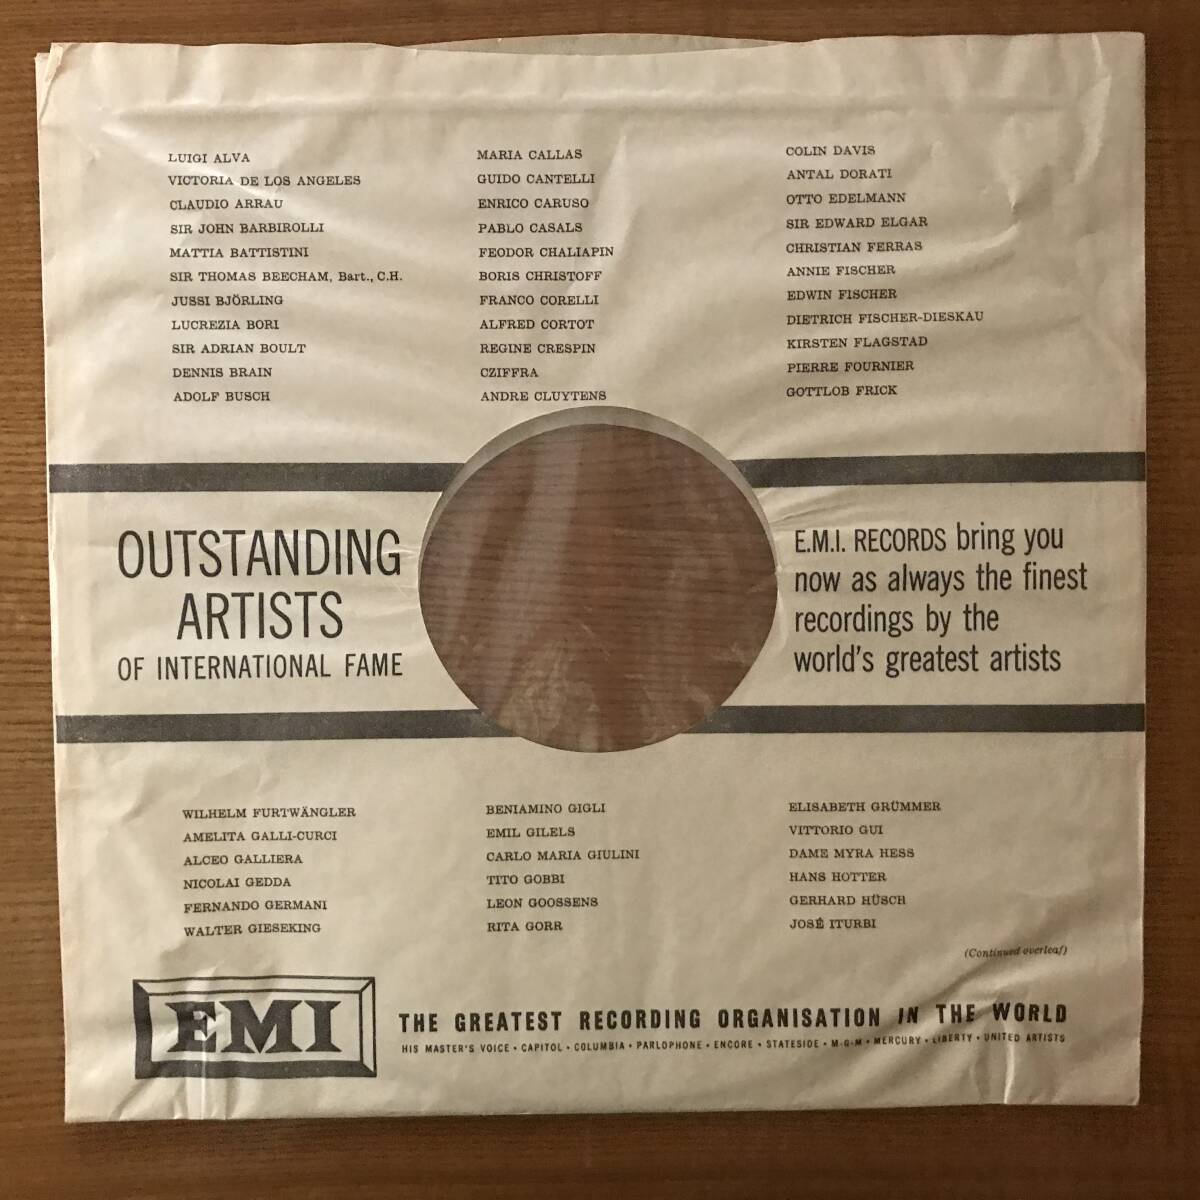 LUIGI ALVA
VICTORIA DE LOS ANGELES
CLAUDIO ARRAU
SIR JOHN BARBIROLLI
MATTIA BATTISTINI
SIR THOMAS BEECHAM, Bart., C.H.
JUSSI BJÖRLING
LUCREZIA BORI
SIR ADRIAN BOULT
DENNIS BRAIN
ADOLF BUSCH
MARIA CALLAS
GUIDO CANTELLI
ENRICO CARUSO
PABLO CASALS
FEODOR CHALIAPIN
BORIS CHRISTOFF
FRANCO CORELLI
ALFRED CORTOT
REGINE CRESPIN
CZIFFRA
ANDRE CLUYTENS
COLIN DAVIS
ANTAL DORATI
OTTO EDELMANN
SIR EDWARD ELGAR
CHRISTIAN FERRAS
ANNIE FISCHER
EDWIN FISCHER
DIETRICH FISCHER-DIESKAU
KIRSTEN FLAGSTAD
PIERRE FOURNIER
GOTTLOB FRICK
OUTSTANDING
ARTISTS
OF INTERNATIONAL FAME
E.M.I. RECORDS bring you
now as always the finest
recordings by the
world's greatest artists
WILHELM FURTWÄNGLER
AMELITA GALLI-CURCI
ALCEO GALLIERA
NICOLAI GEDDA
FERNANDO GERMANI
WALTER GIESEKING
BENIAMINO GIGLI
EMIL GILELS
CARLO MARIA GIULINI
TITO GOBBI
LEON GOOSSENS
RITA GORR
ELISABETH GRÜMMER
VITTORIO GUI
DAME MYRA HESS
HANS HOTTER
GERHARD HÜSCH
JOSÉ ITURBI
(Continued overleaf)
EMI
THE GREATEST RECORDING ORGANISATION IN THE WORLD
HIS MASTER'S VOICE • CAPITOL • COLUMBIA • PARLOPHONE • ENCORE • STATESIDE • M-G-M • MERCURY • LIBERTY • UNITED ARTISTS